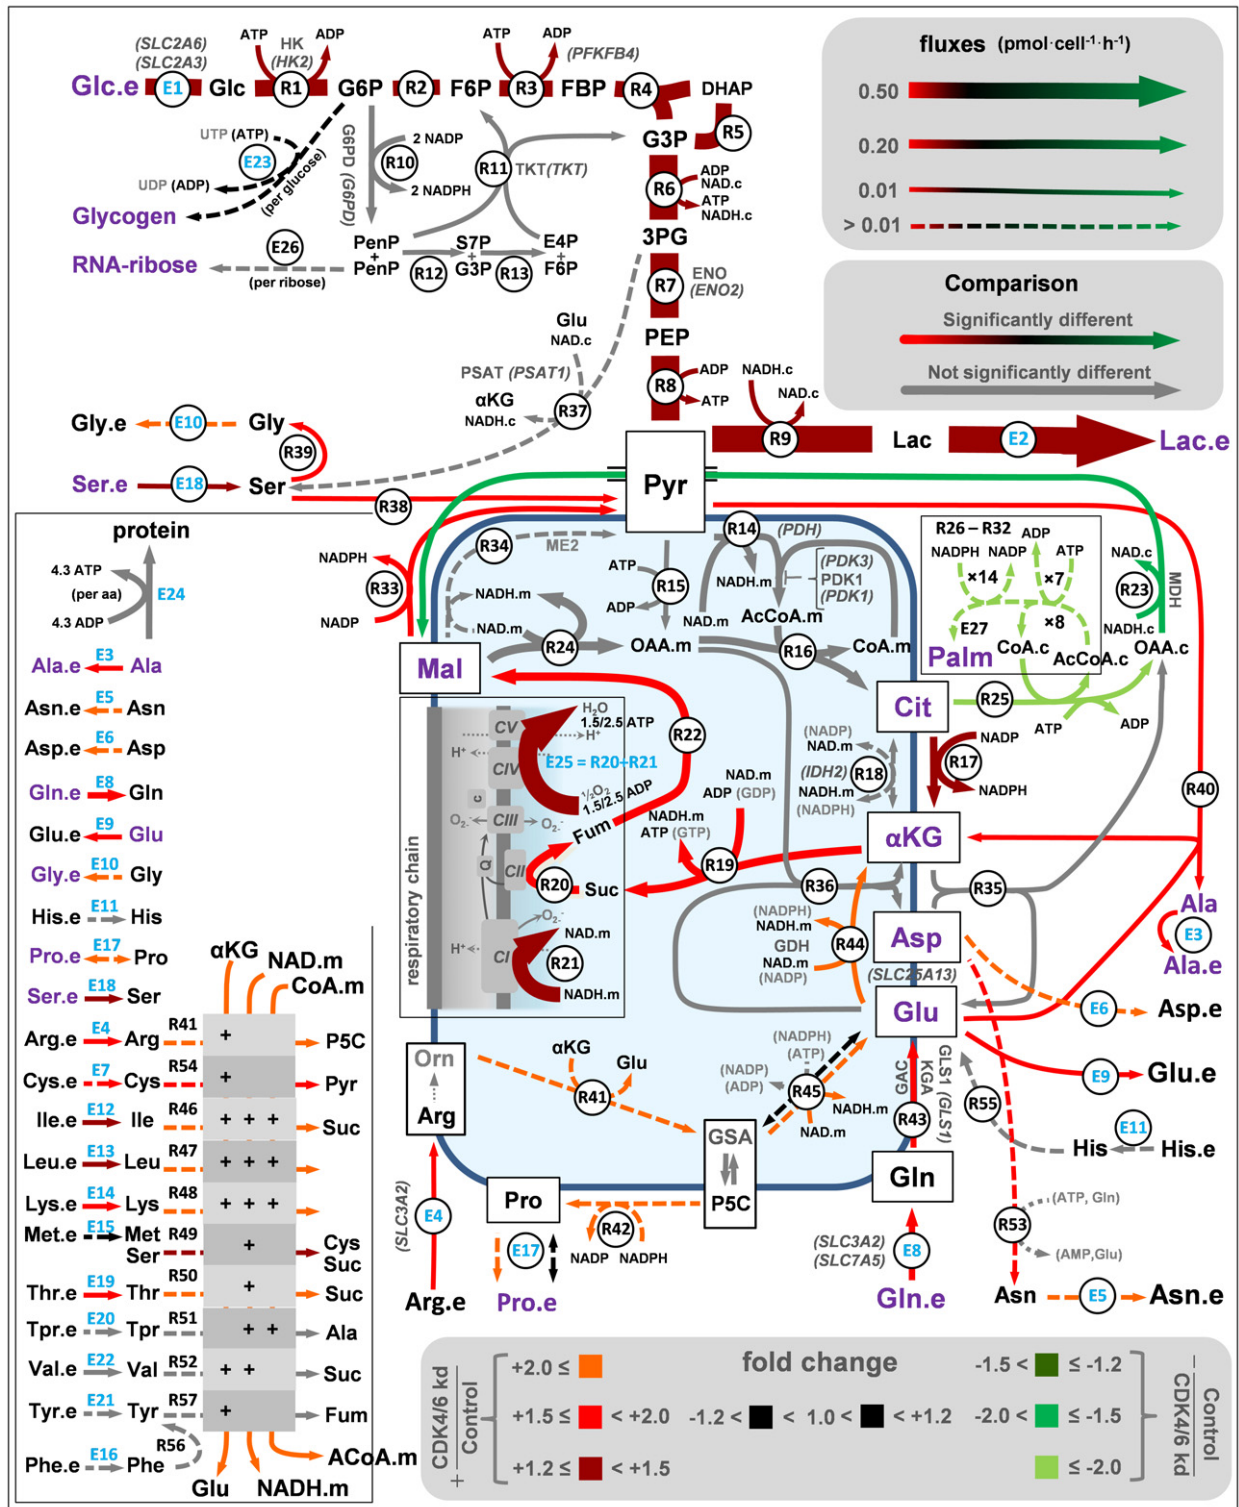 (SLC2A6)
(SLC2A3)
ATP
HK
(HK2)
ADP
ATP
ADP
(PFKFB4)
Glc.e
E1
Glc
R1
G6P
R2
F6P
R3
FBP
R4
DHAP
R5
UTP (ATP)
E23
UDP (ADP)
(per glucose)
Glycogen
G6PD (G6PD)
2 NADP
R10
2 NADPH
R11
TKT(TKT)
G3P
R6
ADP
NAD.c
ATP
NADH.c
E26
RNA-ribose
(per ribose)
PenP
+
PenP
R12
S7P
+
G3P
R13
E4P
+
F6P
3PG
R7
ENO
(ENO2)
PEP
Glu
NAD.c
PSAT (PSAT1)
αKG
NADH.c
R37
R8
ADP
ATP
NADH.c
NAD.c
R9
Lac
E2
Lac.e
fluxes (pmol·cell-1·h-1)
0.50
0.20
0.01
> 0.01
Comparison
Significantly different
Not significantly different
Gly.e
E10
Gly
R39
Ser.e
E18
Ser
R38
Pyr
protein
4.3 ATP
(per aa)
4.3 ADP
E24
NADPH
R33
NADP
R34
ME2
ATP
R15
ADP
R14
(PDH)
NADH.m
(PDK3)
PDK1
(PDK1)
NAD.m
AcCoA.m
NADH.m
NAD.m
R24
OAA.m
R16
CoA.m
R26 – R32
NADPH
NADP
ADP
ATP
×14
×7
×8
E27
Palm
CoA.c
AcCoA.c
NAD.c
R23
MDH
NADH.c
OAA.c
Mal
Cit
R25
ATP
ADP
Ala.e
E3
Ala
Asn.e
E5
Asn
Asp.e
E6
Asp
Gln.e
E8
Gln
Glu.e
E9
Glu
Gly.e
E10
Gly
His.e
E11
His
Pro.e
E17
Pro
Ser.e
E18
Ser
respiratory chain
CV
H2O
1.5/2.5 ATP
H+
H+
CIV
E25 = R20+R21
½O2
1.5/2.5 ADP
c
O2·-
CIII
O2·-
Q
CII
Fum
R20
Suc
O2·-
H+
CI
NAD.m
R21
NADH.m
R22
NAD.m
ADP (GDP)
NADH.m
ATP (GTP)
R19
(NADP)
NAD.m
(IDH2)
R18
NADH.m
(NADPH)
NADP
R17
NADPH
αKG
R40
R36
R35
(NADPH)
NADH.m
GDH
NAD.m
(NADP)
R44
Asp
(SLC25A13)
Ala
E3
Ala.e
Glu
E6
Asp.e
E9
Glu.e
αKG
NAD.m
CoA.m
Arg.e
E4
Arg
R41
+
P5C
Cys.e
E7
Cys
R54
+
Pyr
Ile.e
E12
Ile
R46
+ + +
Suc
Leu.e
E13
Leu
R47
+ + +
Lys.e
E14
Lys
R48
+ + +
Met.e
E15
Met
Ser
R49
+
Cys
Suc
Thr.e
E19
Thr
R50
+
Suc
Tpr.e
E20
Tpr
R51
+ +
Ala
Val.e
E22
Val
R52
+ +
Suc
Tyr.e
E21
Tyr
R57
+
Fum
Phe.e
E16
Phe
R56
Glu
NADH.m
ACoA.m
Orn
Arg
αKG
Glu
R41
(NADPH)
(ATP)
(NADP)
(ADP)
R45
NADH.m
NAD.m
GAC
KGA
GLS1 (GLS1)
R43
R55
His
E11
His.e
GSA
P5C
Gln
Pro
R42
NADP
NADPH
(SLC3A2)
E4
Arg.e
E17
Pro.e
(SLC3A2)
(SLC7A5)
E8
Gln.e
(ATP, Gln)
R53
(AMP,Glu)
Asn
E5
Asn.e
fold change
+ CDK4/6 kd
Control
+2.0 ≤
+1.5 ≤ < +2.0
+1.2 ≤ < +1.5
-1.2 < < 1.0 < < +1.2
-1.5 < ≤ -1.2
-2.0 < ≤ -1.5
≤ -2.0
− Control
CDK4/6 kd